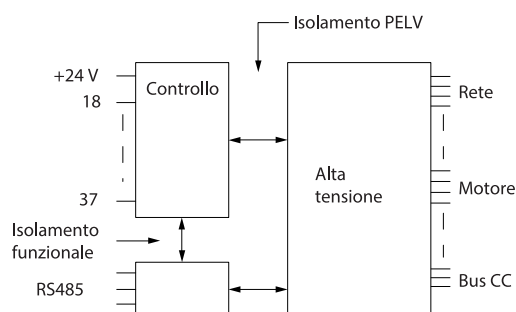 Isolamento PELV
+24 V
18
37
Controllo
Alta
tensione
Rete
Motore
Bus CC
Isolamento
funzionale
RS485